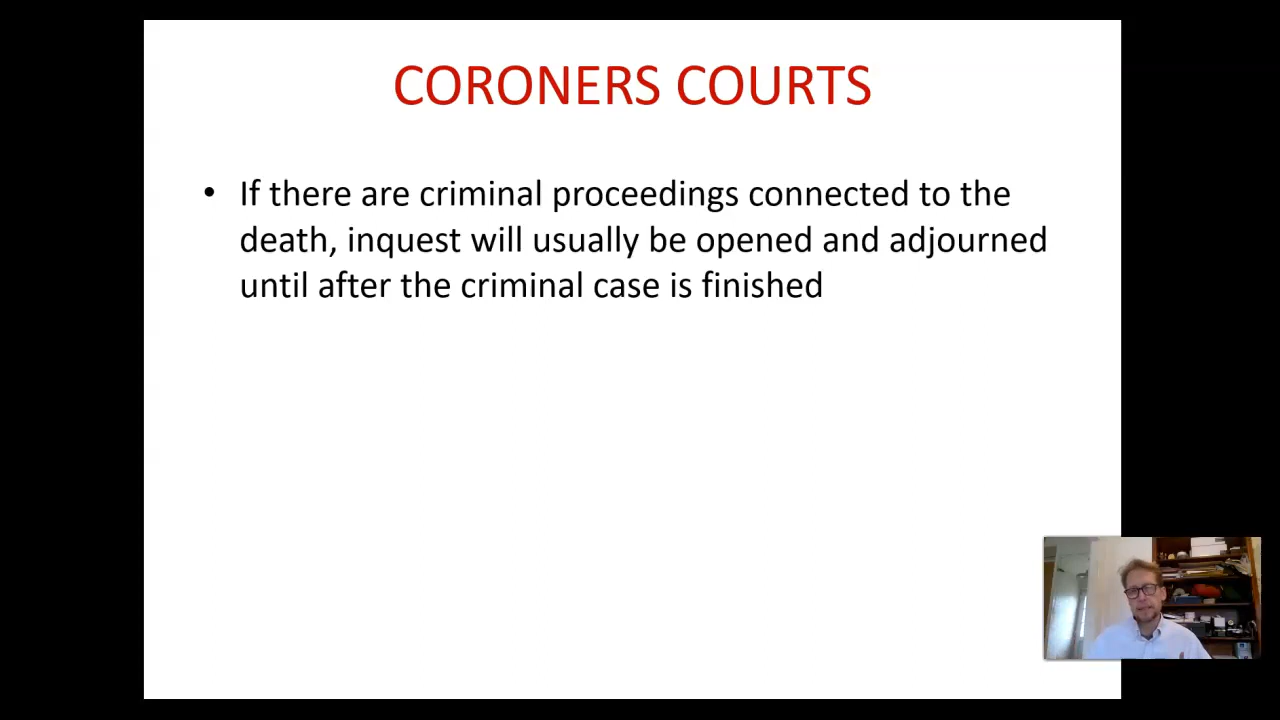 CORONERS COURTS
• If there are criminal proceedings connected to the
death, inquest will usually be opened and adjourned
until after the criminal case is finished